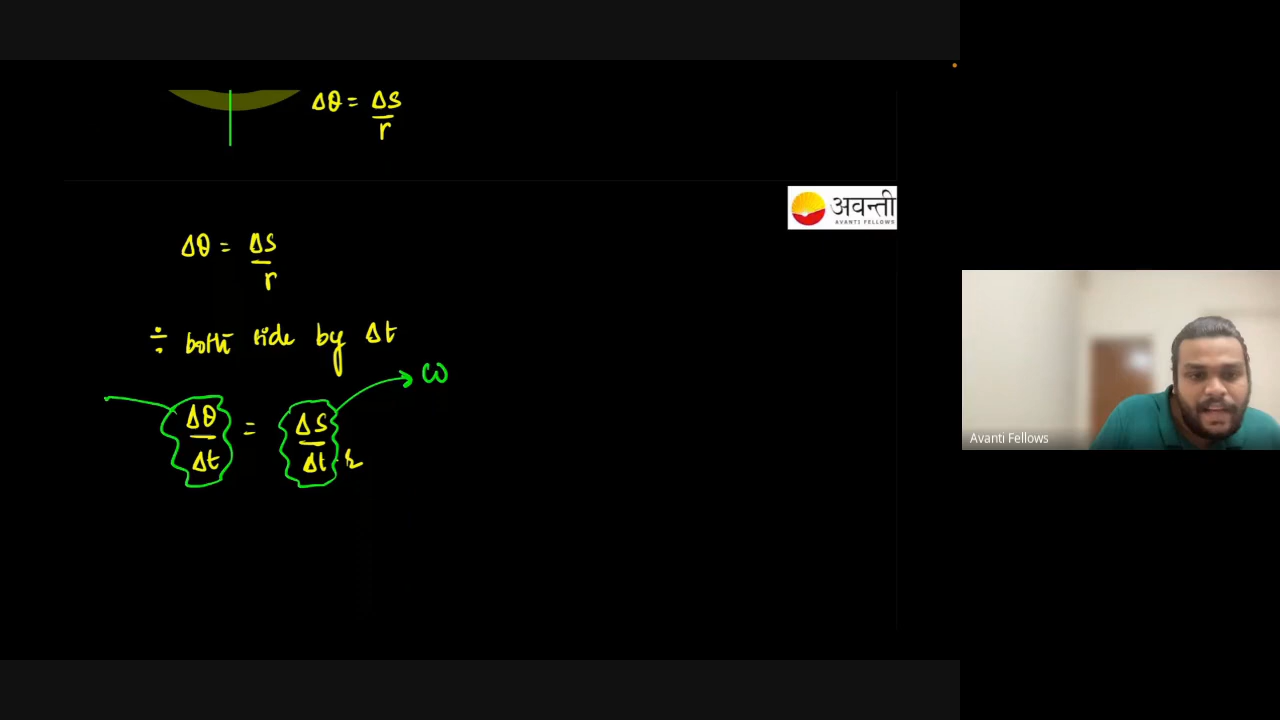 Δθ = Δs / r
अवन्ती
AVANTI FELLOWS
Δθ = Δs / r
÷ both side by Δt
ω
Δθ / Δt = Δs / Δt · r
Avanti Fellows